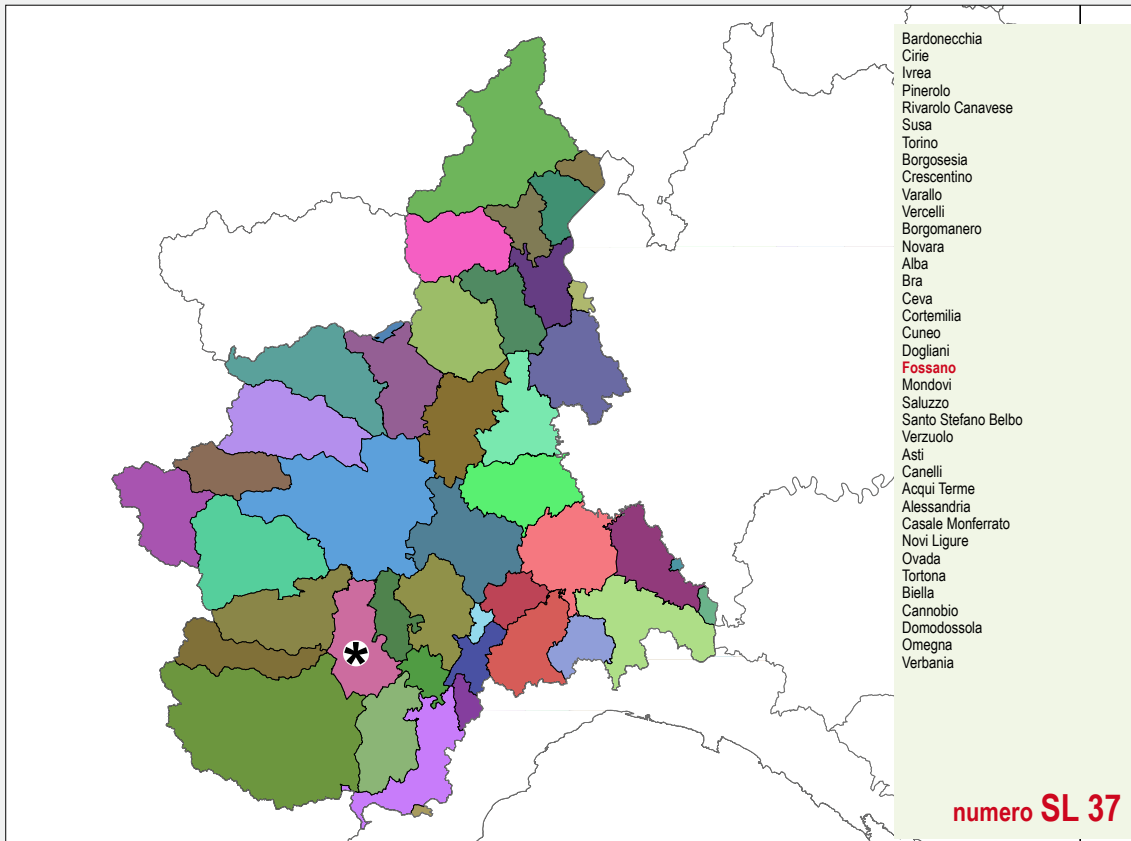 Bardonecchia
Cirie
Ivrea
Pinerolo
Rivarolo Canavese
Susa
Torino
Borgosesia
Crescentino
Varallo
Vercelli
Borgomanero
Novara
Alba
Bra
Ceva
Cortemilia
Cuneo
Dogliani
Fossano
Mondovi
Saluzzo
Santo Stefano Belbo
Verzuolo
Asti
Canelli
Acqui Terme
Alessandria
Casale Monferrato
Novi Ligure
Ovada
Tortona
Biella
Cannobio
Domodossola
Omegna
Verbania
numero SL 37